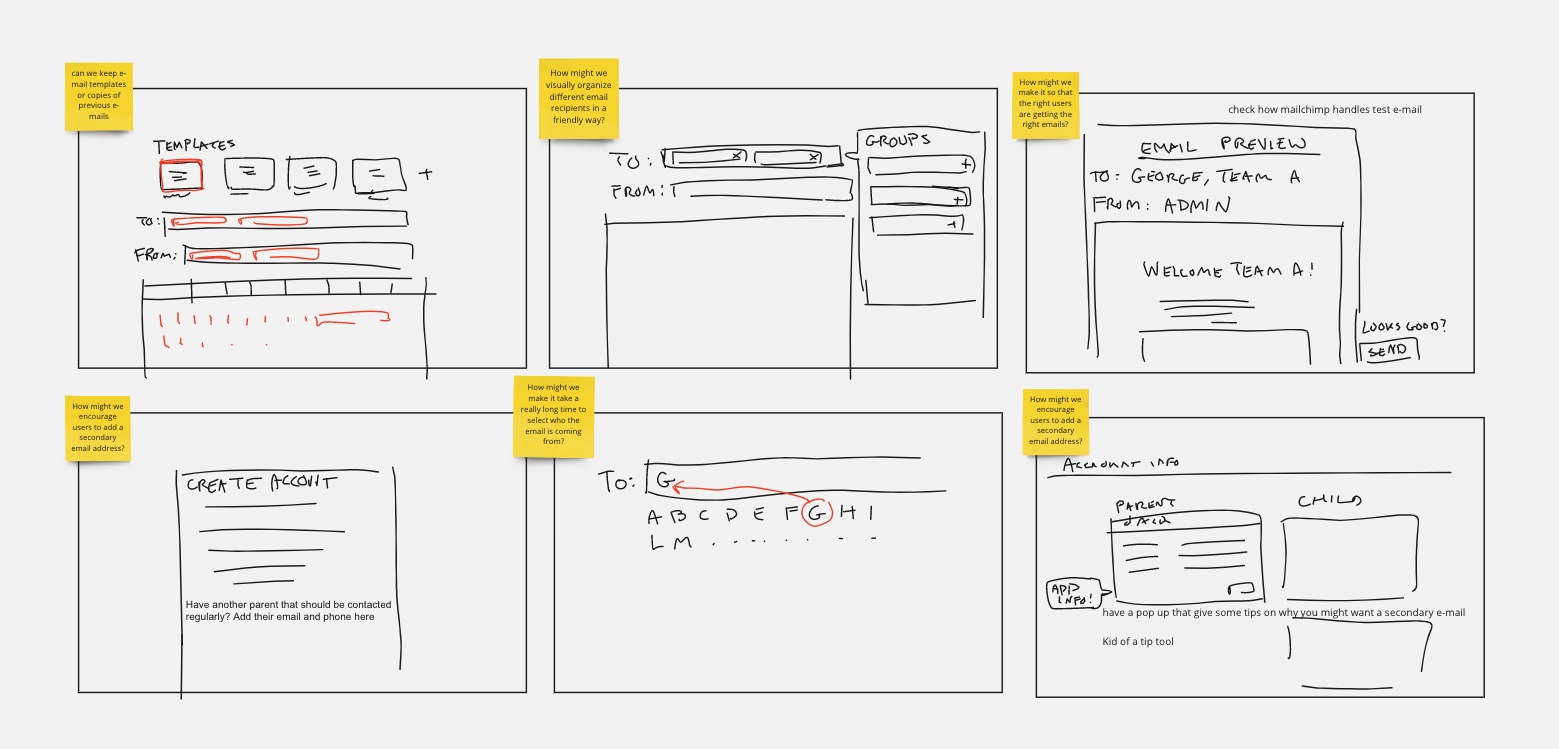 can we keep e-
mail templates
or copies of
previous e-
mails
TEMPLATES
+
TO:
FROM:
How might we
visually organize
different email
recipients in a
friendly way?
TO:
x
x
FROM:
GROUPS
+
+
+
How might we
make it so that
the right users
are getting the
right emails?
check how mailchimp handles test e-mail
EMAIL PREVIEW
TO: GEORGE, TEAM A
FROM: ADMIN
WELCOME TEAM A!
LOOKS GOOD?
SEND
How might we
encourage
users to add a
secondary
email address?
CREATE ACCOUNT
Have another parent that should be contacted
regularly? Add their email and phone here
How might we
make it take a
really long time to
select who the
email is coming
from?
To: G
A B C D E F G H I
L M . . . . . . . .
How might we
encourage
users to add a
secondary
email address?
ACCOUNT INFO
PARENT
CHILD
ADD
INFO!
have a pop up that give some tips on why you might want a secondary e-mail
Kid of a tip tool